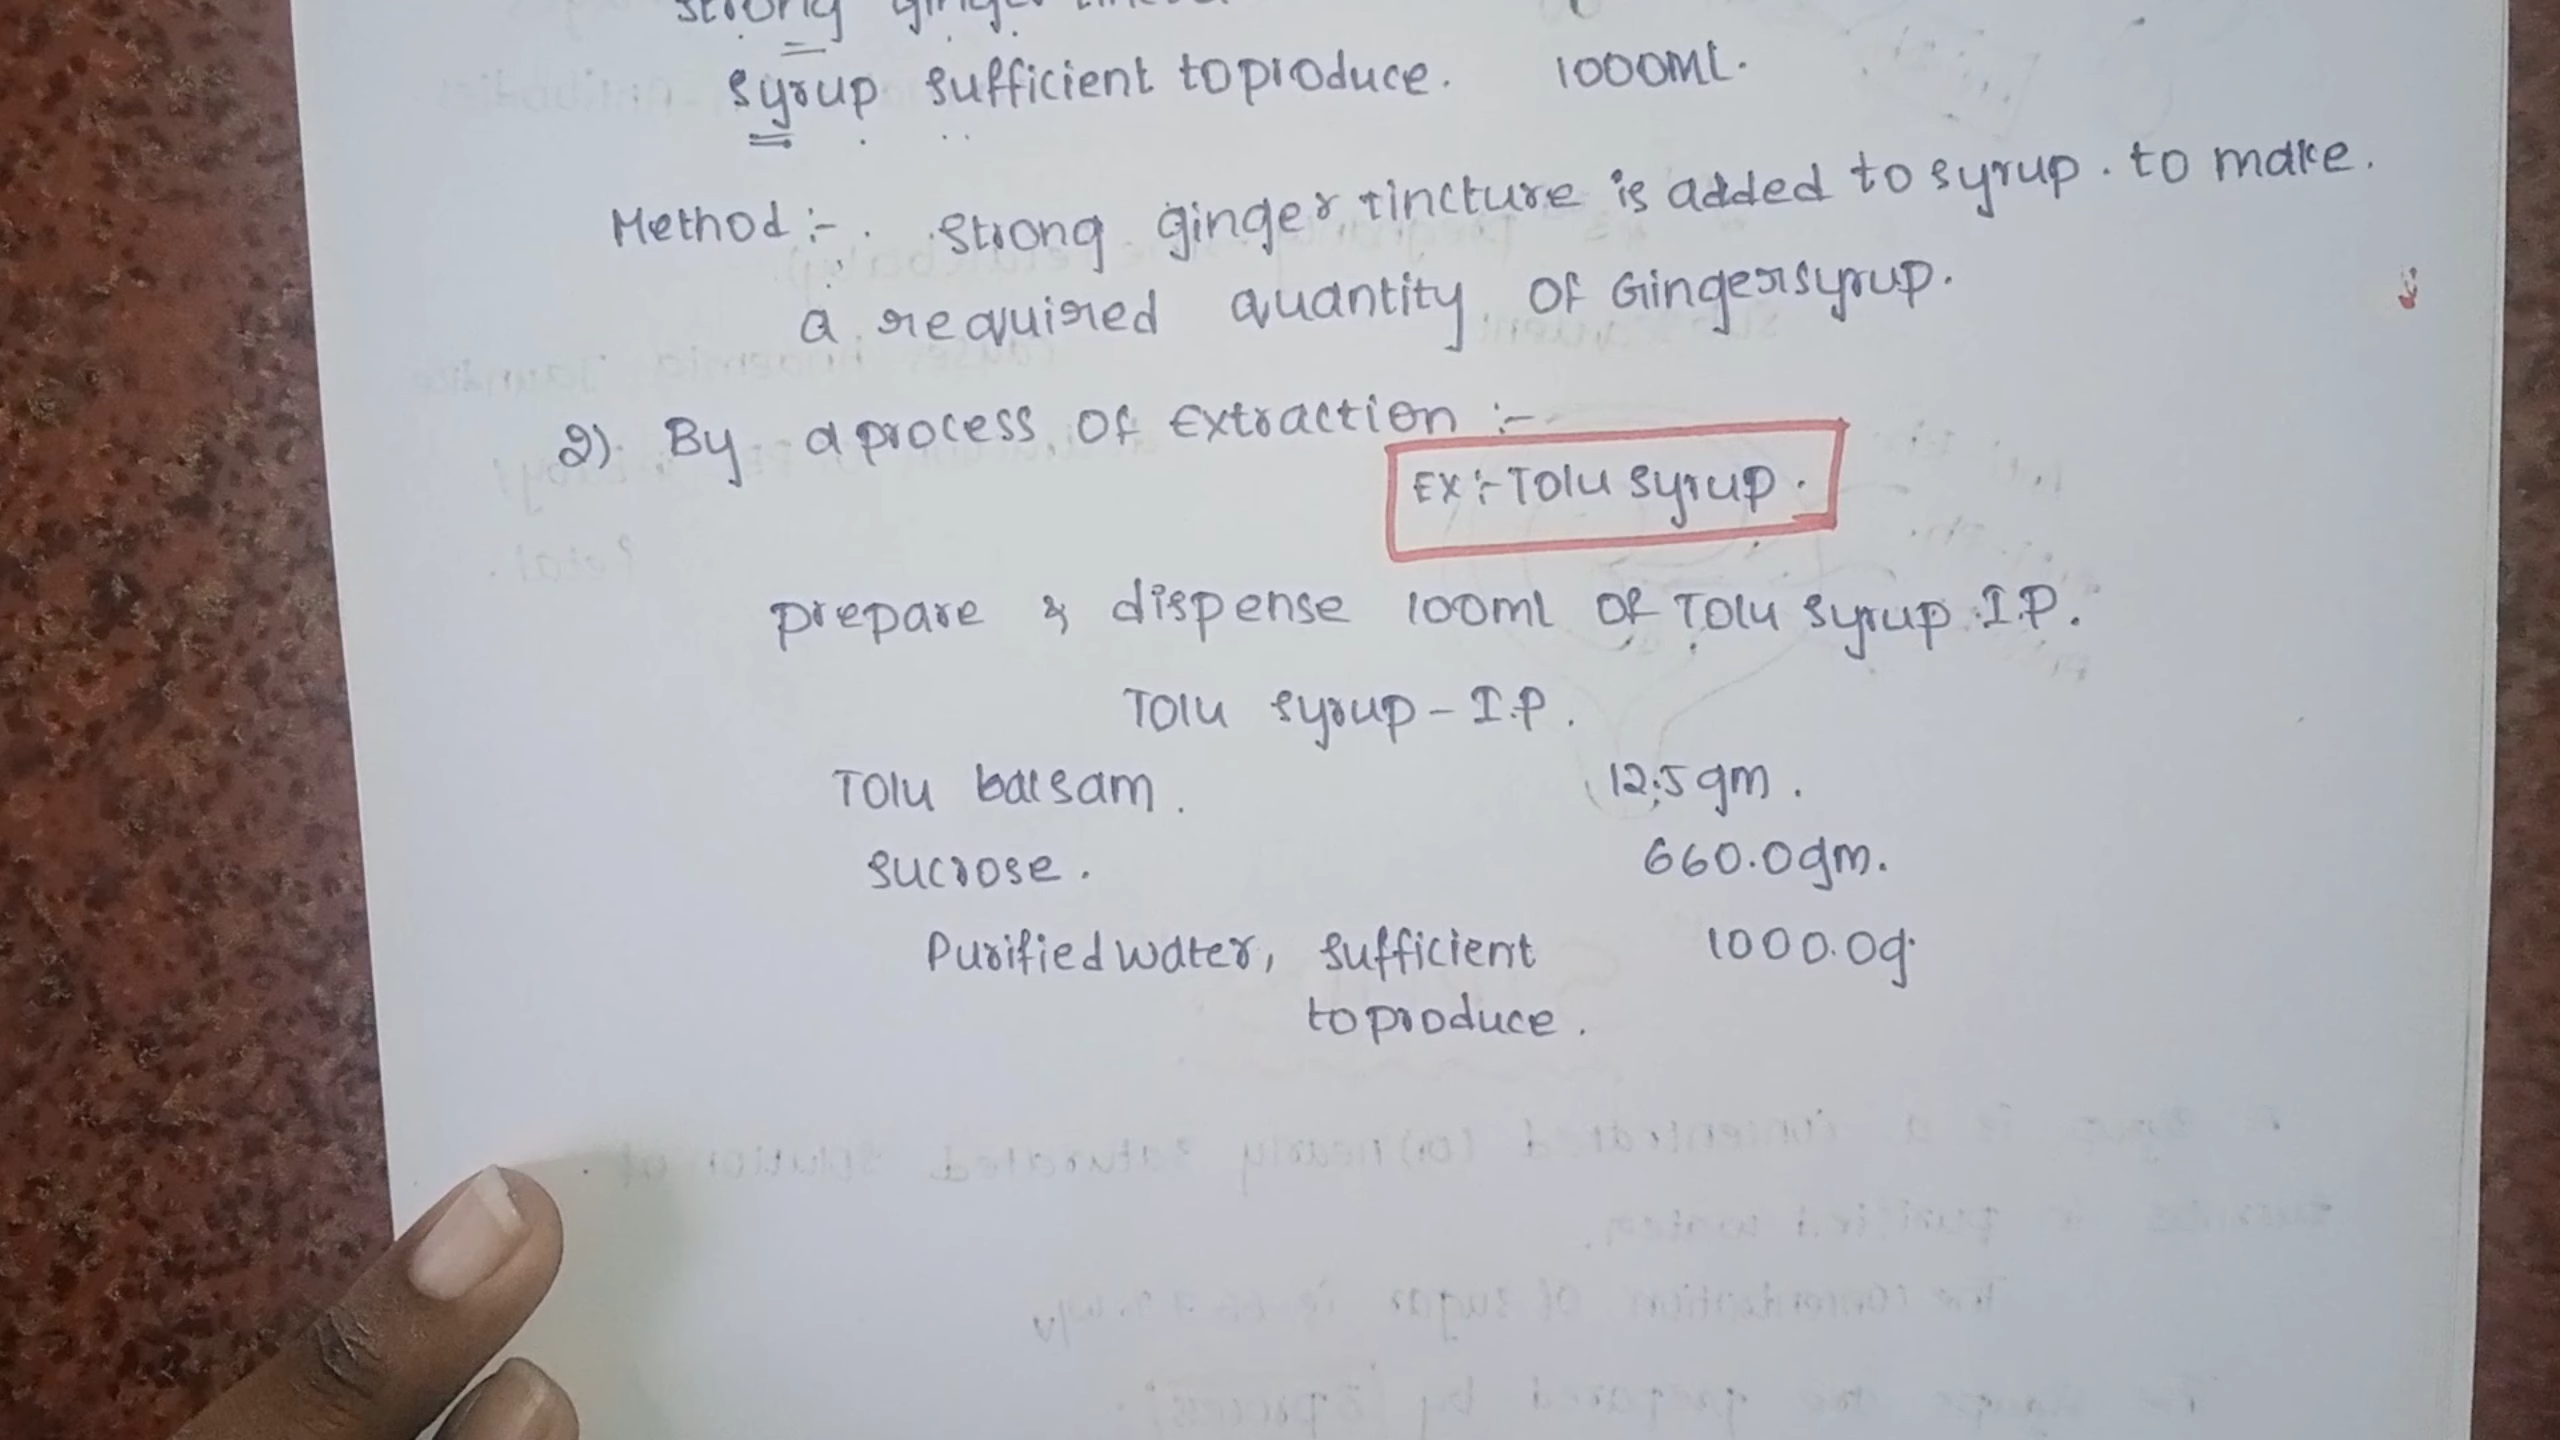 strong ginger
syrup sufficient to produce. 1000ml.
Method :- strong ginger tincture is added to syrup. to make.
a required quantity of Ginger syrup.
2). By a process of Extraction :-
Ex :- Tolu syrup.
prepare & dispense 100ml of Tolu syrup I.P.
Tolu syrup - I.P.
Tolu balsam. 12.5gm.
sucrose. 660.0gm.
Purified water, sufficient 1000.0g.
to produce.